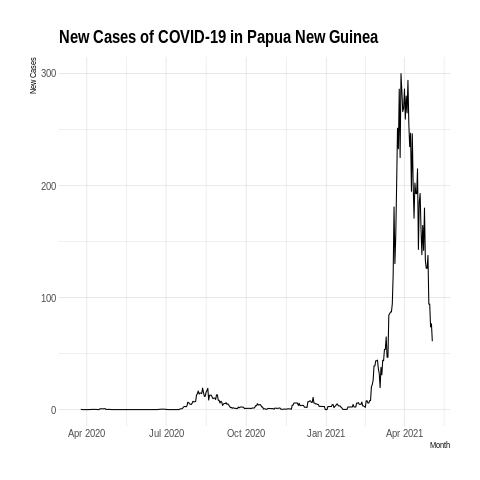 New Cases of COVID-19 in Papua New Guinea
New Cases
300
200
100
0
Apr 2020 Jul 2020 Oct 2020 Jan 2021 Apr 2021
Month